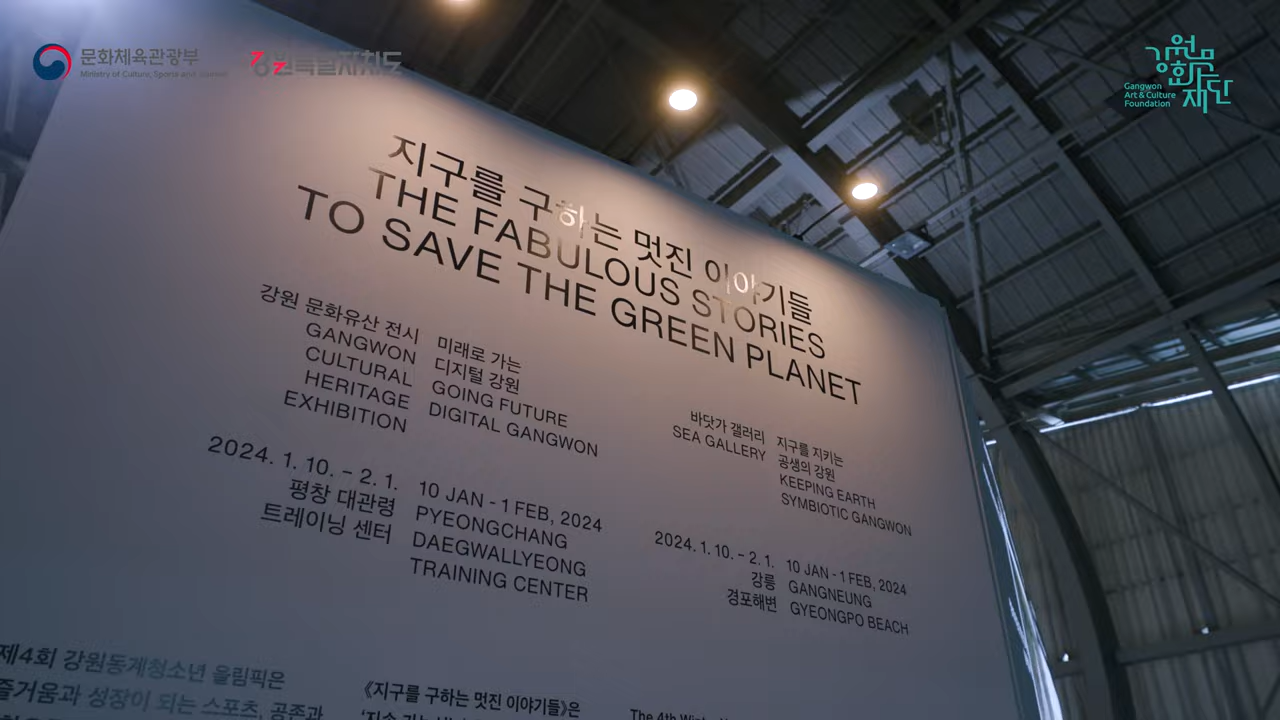 문화체육관광부
Ministry of Culture, Sports and Tourism
강원특별자치도
강원문화재단
Gangwon
Art & Culture
Foundation
지구를 구하는 멋진 이야기들
THE FABULOUS STORIES
TO SAVE THE GREEN PLANET
강원 문화유산 전시
GANGWON
CULTURAL
HERITAGE
EXHIBITION
미래로 가는
디지털 강원
GOING FUTURE
DIGITAL GANGWON
2024. 1. 10. – 2. 1.
평창 대관령
트레이닝 센터
10 JAN - 1 FEB, 2024
PYEONGCHANG
DAEGWALLYEONG
TRAINING CENTER
바닷가 갤러리
SEA GALLERY
지구를 지키는
공생의 강원
KEEPING EARTH
SYMBIOTIC GANGWON
2024. 1. 10. – 2. 1.
강릉
경포해변
10 JAN - 1 FEB, 2024
GANGNEUNG
GYEONGPO BEACH
제4회 강원동계청소년 올림픽은
즐거움과 성장이 되는 스포츠, 공존과
《지구를 구하는 멋진 이야기들》은
The 4th